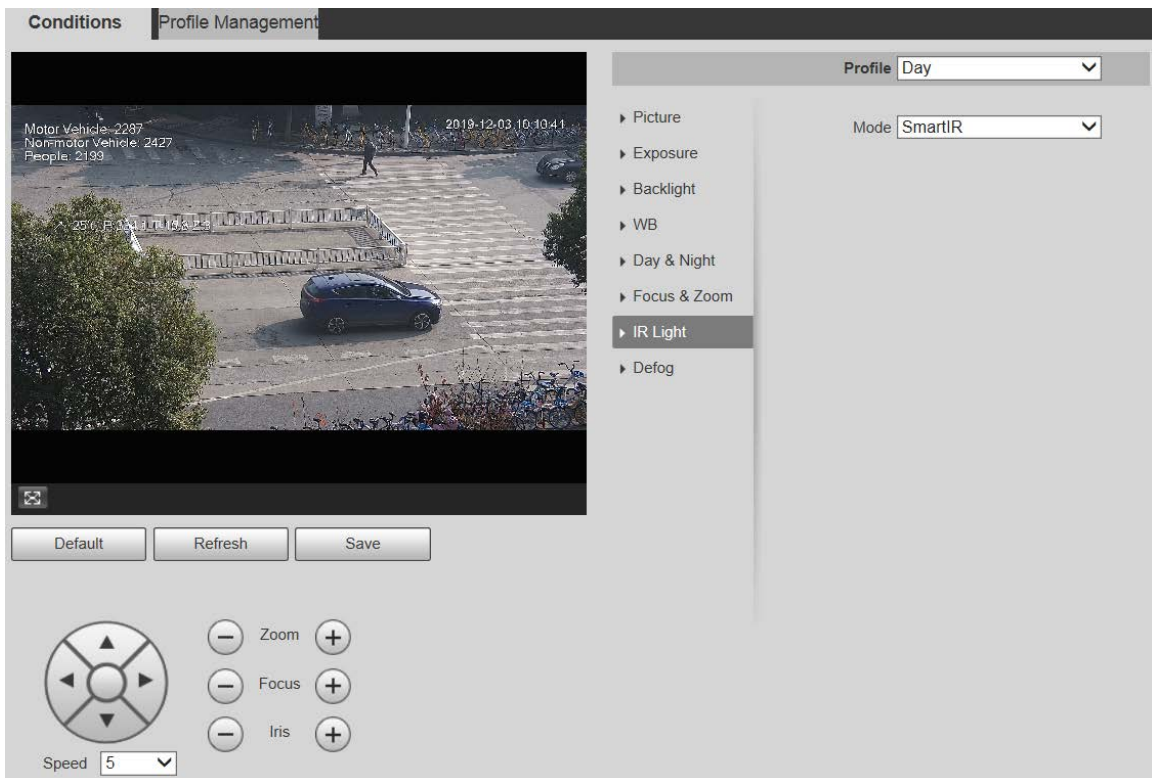 Conditions
Profile Management
Motor Vehicle: 2287
Non-motor Vehicle: 2427
People: 2199
2019-12-03 10:10:41
Default
Refresh
Save
Zoom
Focus
Iris
Speed 5
Profile Day
Picture
Exposure
Backlight
WB
Day & Night
Focus & Zoom
IR Light
Defog
Mode SmartIR